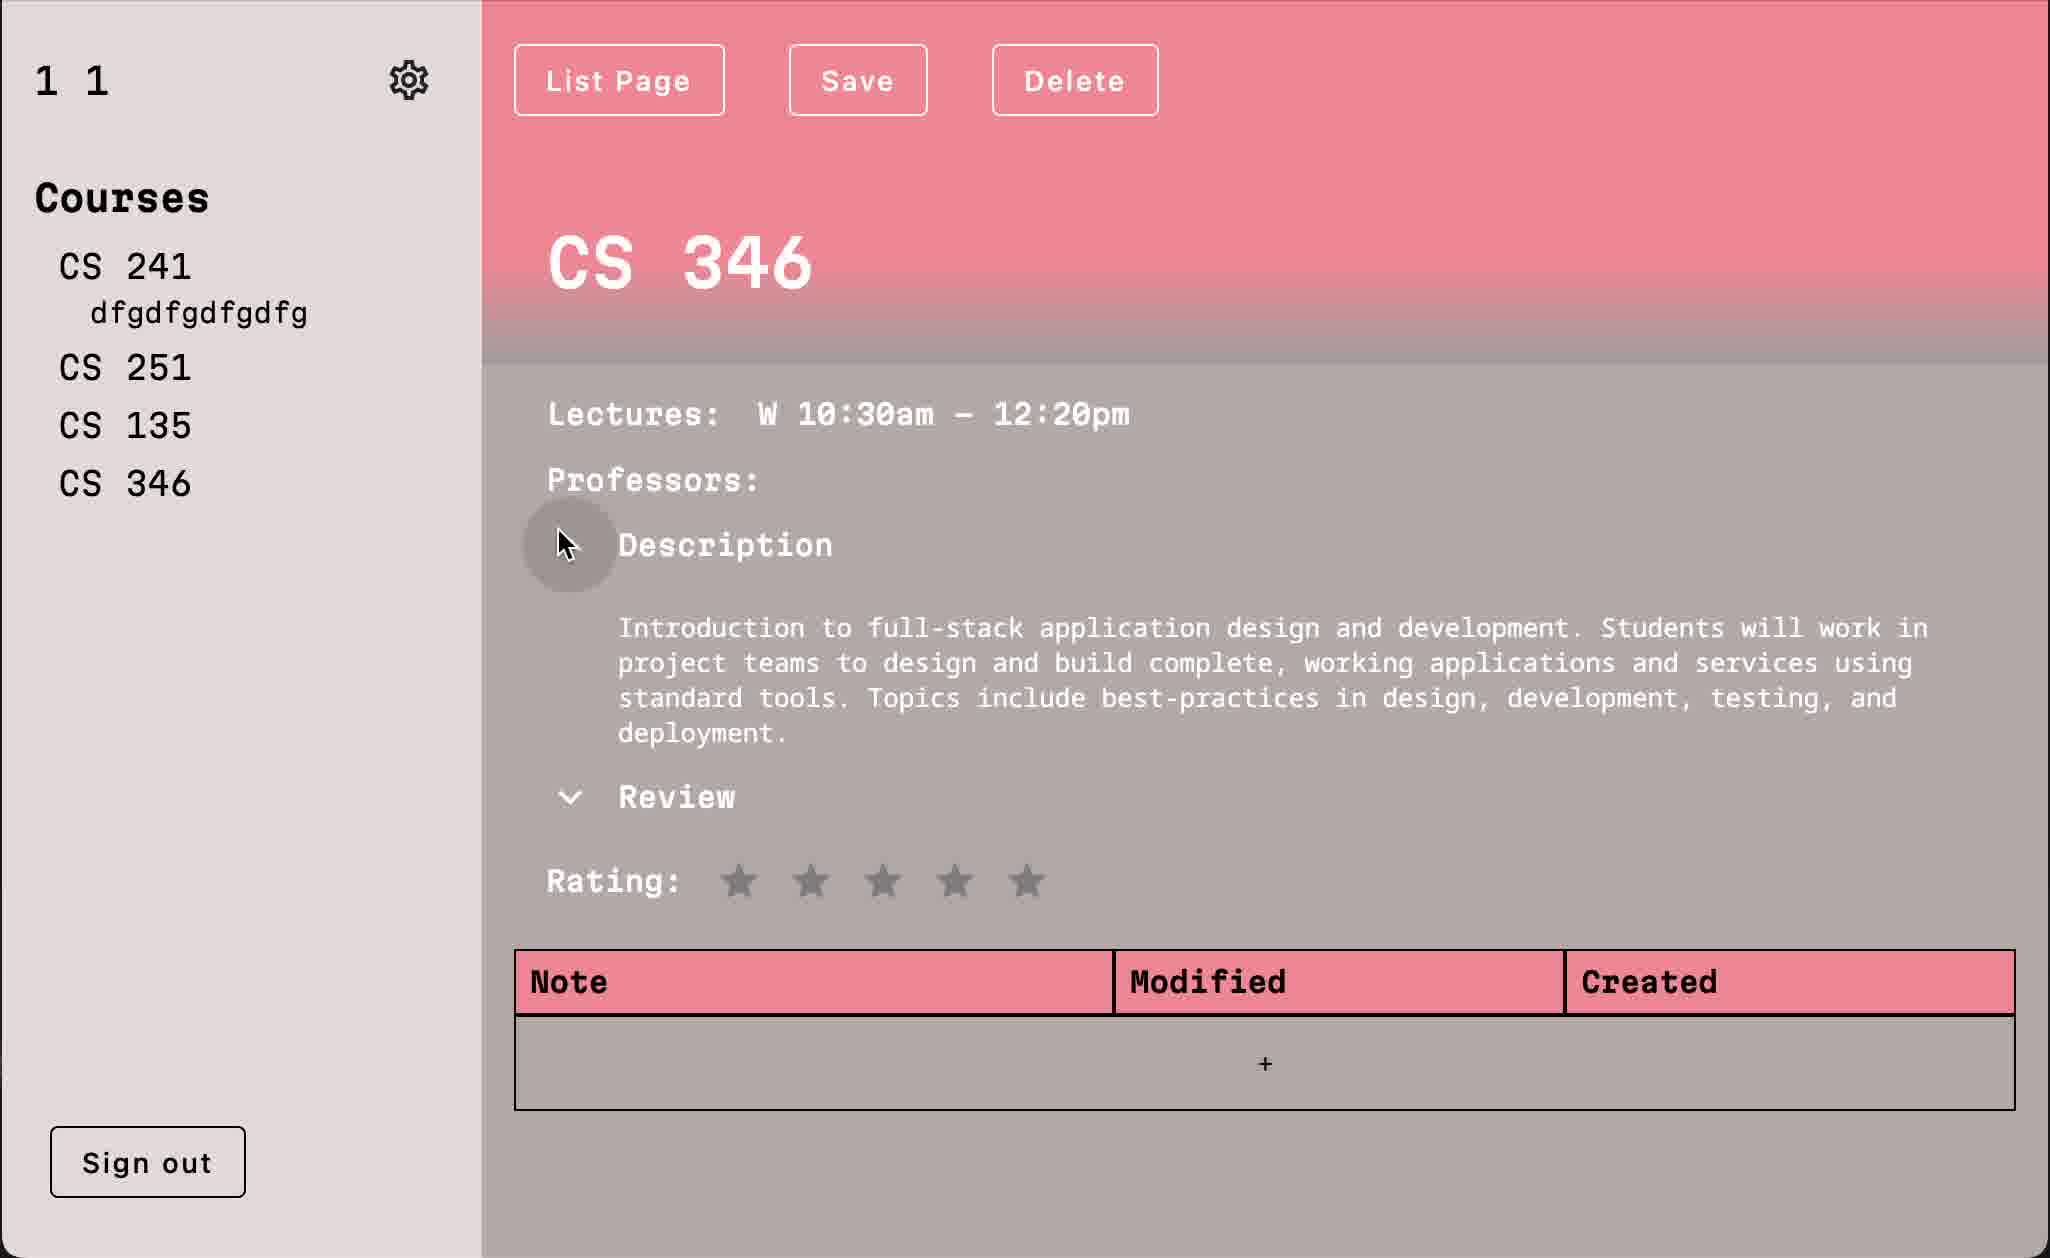 1 1
Courses
CS 241
dfgdfgdfgdfg
CS 251
CS 135
CS 346
Sign out
List Page
Save
Delete
CS 346
Lectures: W 10:30am - 12:20pm
Professors:
Description
Introduction to full-stack application design and development. Students will work in
project teams to design and build complete, working applications and services using
standard tools. Topics include best-practices in design, development, testing, and
deployment.
Review
Rating:
Note Modified Created
+